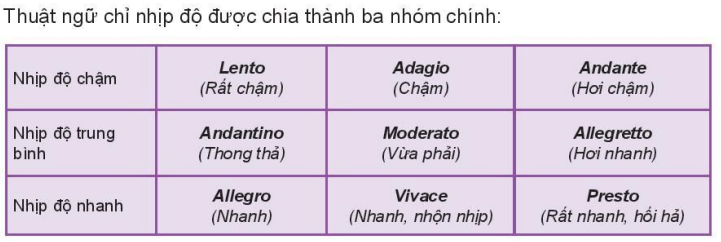 Thuật ngữ chỉ nhịp độ được chia thành ba nhóm chính:
Nhịp độ chậm
Lento
(Rất chậm)
Adagio
(Chậm)
Andante
(Hơi chậm)
Nhịp độ trung
bình
Andantino
(Thong thả)
Moderato
(Vừa phải)
Allegretto
(Hơi nhanh)
Nhịp độ nhanh
Allegro
(Nhanh)
Vivace
(Nhanh, nhộn nhịp)
Presto
(Rất nhanh, hối hả)